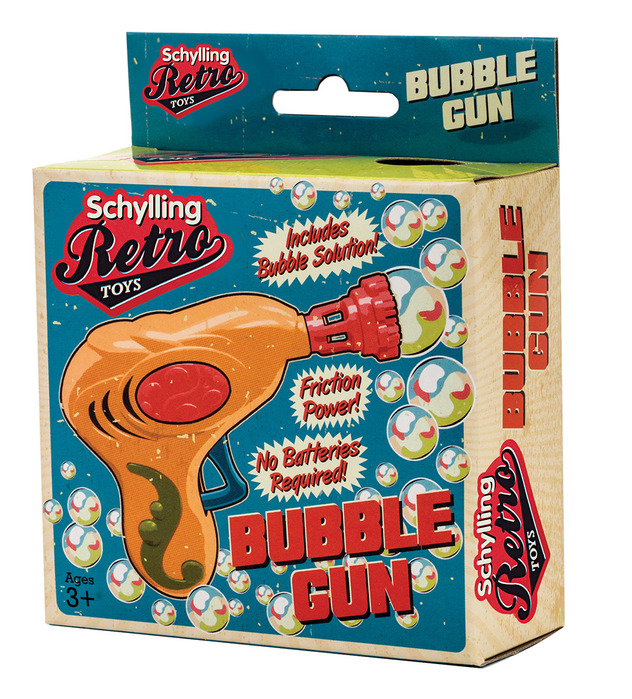 Schylling
Retro
TOYS
BUBBLE
GUN
Schylling
Retro
TOYS
Includes
Bubble Solution!
Friction
Power!
No Batteries
Required!
BUBBLE
GUN
Ages
3+
BUBBLE
GUN
Schylling
Retro
TOYS